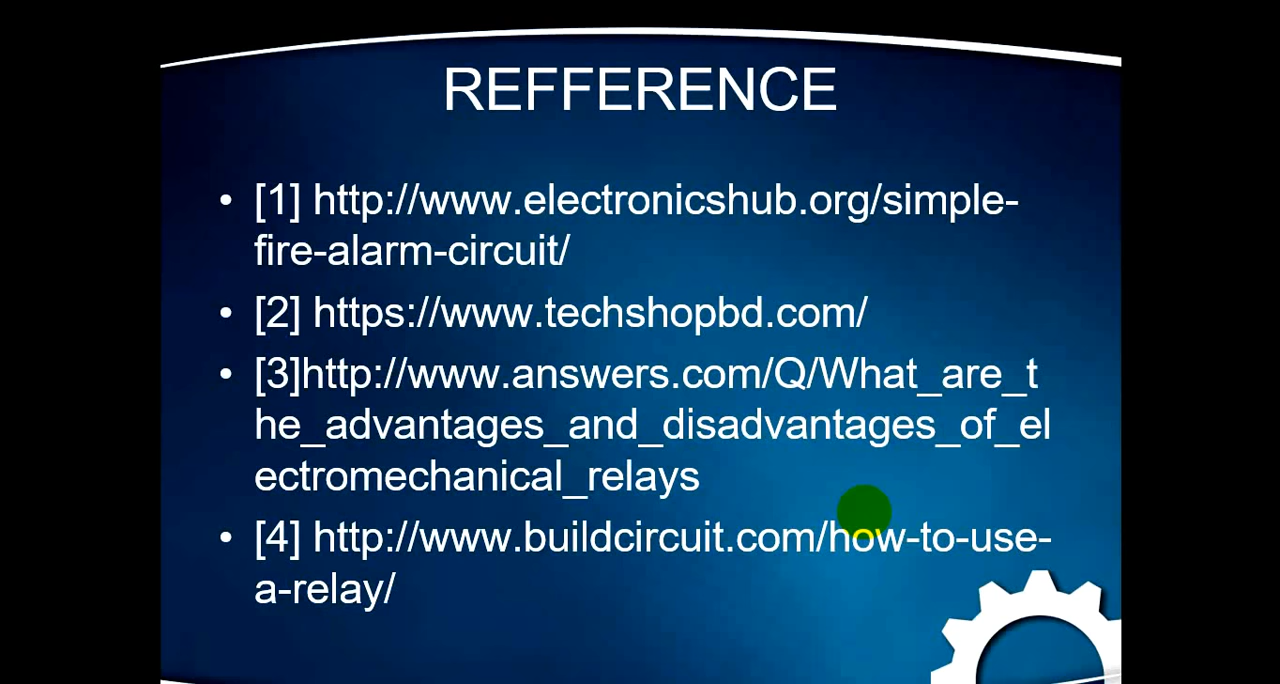 REFFERENCE
• [1] http://www.electronicshub.org/simple-
fire-alarm-circuit/
• [2] https://www.techshopbd.com/
• [3]http://www.answers.com/Q/What_are_t
he_advantages_and_disadvantages_of_el
ectromechanical_relays
• [4] http://www.buildcircuit.com/how-to-use-
a-relay/